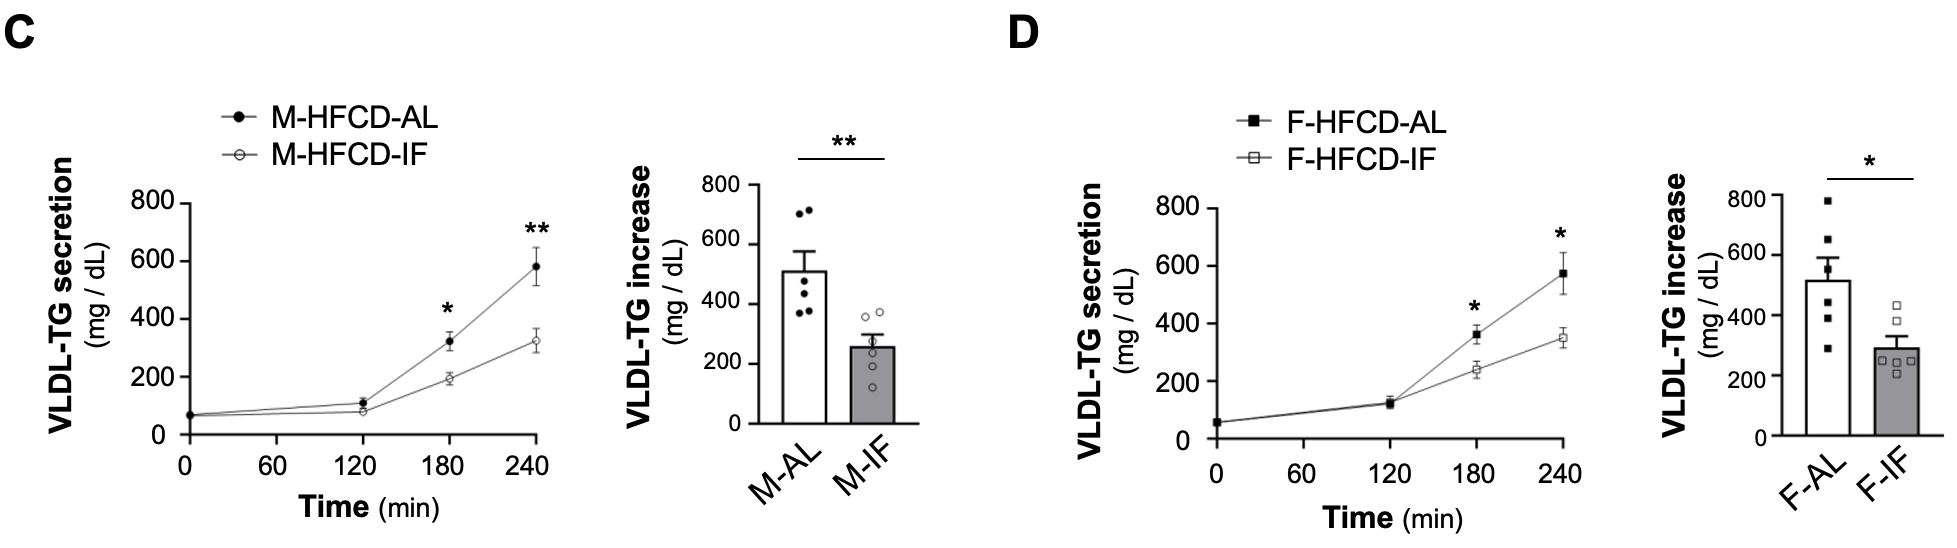 C
M-HFCD-AL
M-HFCD-IF
VLDL-TG secretion
(mg / dL)
800
600
400
200
0
*
**
0 60 120 180 240
Time (min)
VLDL-TG increase
(mg / dL)
800
600
400
200
0
**
M-AL M-IF
D
F-HFCD-AL
F-HFCD-IF
VLDL-TG secretion
(mg / dL)
800
600
400
200
0
*
*
0 60 120 180 240
Time (min)
VLDL-TG increase
(mg / dL)
800
600
400
200
0
*
F-AL F-IF